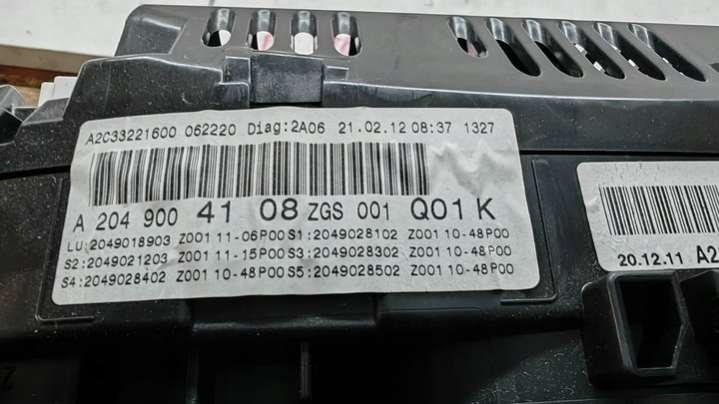 A2C33221600 062220 Diag:2A06 21.02.12 08:37 1327
A 204 900 41 08 ZGS 001 Q01 K
LU:2049018903 Z001 11-06P00 S1:2049028102 Z001 10-48P00
S2:2049021203 Z001 11-15P00 S3:2049028302 Z001 10-48P00
S4:2049028402 Z001 10-48P00 S5:2049028502 Z001 10-48P00
20.12.11 A2